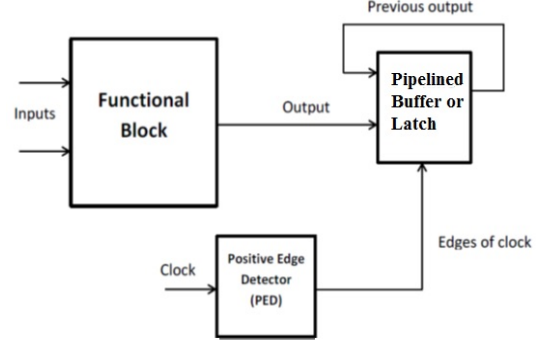 Previous output
Pipelined
Buffer or
Latch
Functional
Block
Inputs
Output
Edges of clock
Clock
Positive Edge
Detector
(PED)